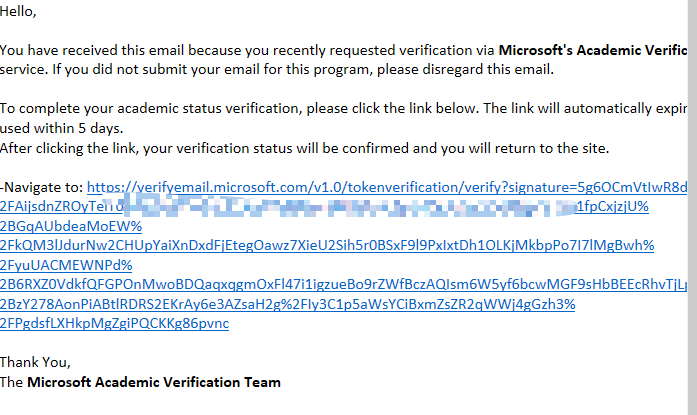 Hello,
You have received this email because you recently requested verification via Microsoft's Academic Verific
service. If you did not submit your email for this program, please disregard this email.
To complete your academic status verification, please click the link below. The link will automatically expir
used within 5 days.
After clicking the link, your verification status will be confirmed and you will return to the site.
-Navigate to: https://verifyemail.microsoft.com/v1.0/tokenverification/verify?signature=5g6OCmVtIwR8d
2FAijsdnZROyTeIT 1fpCxjzjU%
2BGqAUbdeaMoEW%
2FkQM3lJdurNw2CHUpYaiXnDxdFjEtegOawz7XieU2Sih5r0BSxF9l9PxIxtDh1OLKjMkbpPo7I7lMgBwh%
2FyuUACMEWNPd%
2B6RXZ0VdkfQFGPOnMwoBDQaqxqgmOxFl47i1igzueBo9rZWfBczAQIsm6W5yf6bcwMGF9sHbBEEcRhvTjLp
2BzY278AonPiABtlRDRS2EKrAy6e3AZsaH2g%2FIy3C1p5aWsYCiBxmZsZR2qWWj4gGzh3%
2FPgdsfLXHkpMgZgiPQCKKg86pvnc
Thank You,
The Microsoft Academic Verification Team